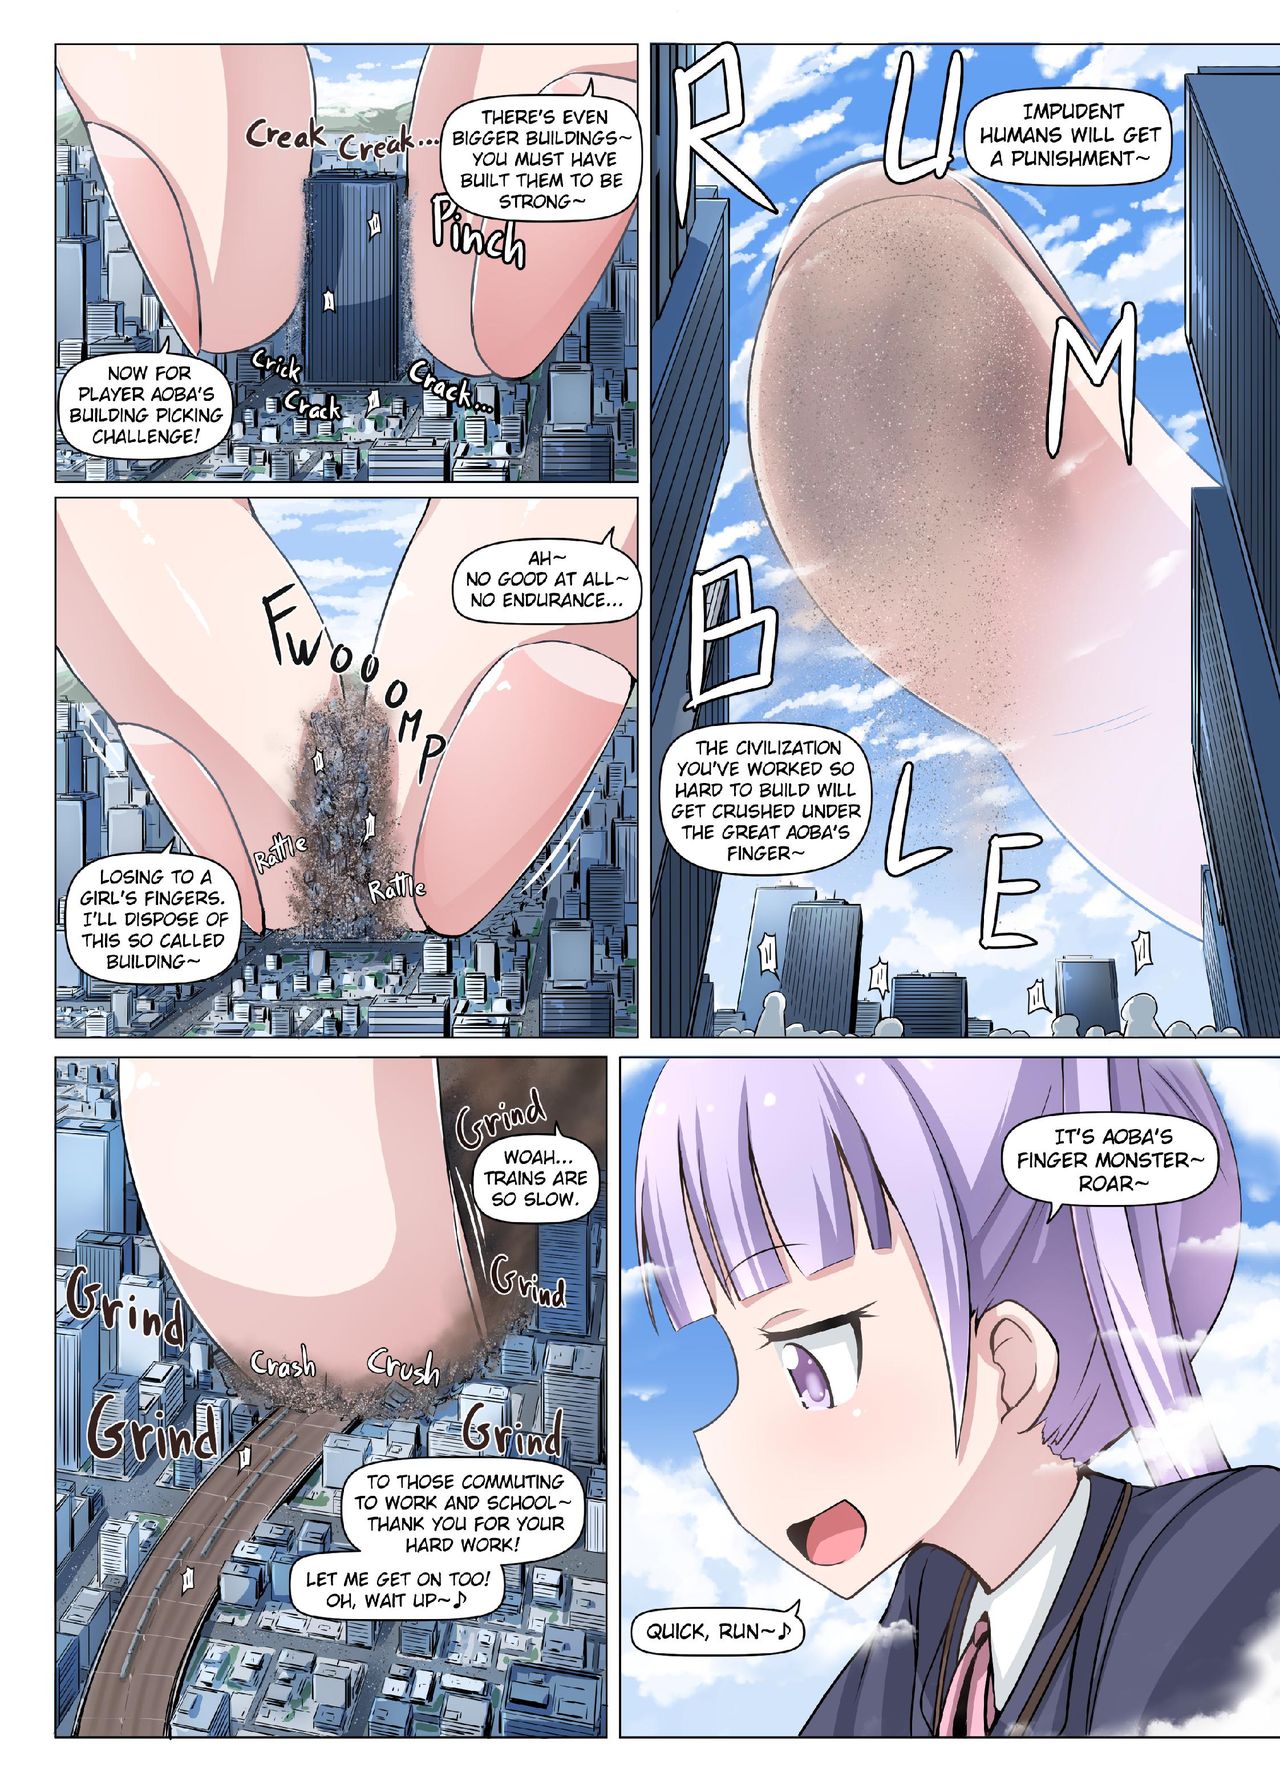 IMPUDENT
HUMANS WILL GET
A PUNISHMENT~
RUMBLE
THE CIVILIZATION
YOU'VE WORKED SO
HARD TO BUILD WILL
GET CRUSHED UNDER
THE GREAT AOBA'S
FINGER~
THERE'S EVEN
BIGGER BUILDINGS~
YOU MUST HAVE
BUILT THEM TO BE
STRONG~
Creak
Creak...
Pinch
Crick
Crack
Crack...
NOW FOR
PLAYER AOBA'S
BUILDING PICKING
CHALLENGE!
AH~
NO GOOD AT ALL~
NO ENDURANCE...
FWOOOMP
Rattle
Rattle
LOSING TO A
GIRL'S FINGERS.
I'LL DISPOSE OF
THIS SO CALLED
BUILDING~
IT'S AOBA'S
FINGER MONSTER~
ROAR~
QUICK, RUN~♪
Grind
WOAH...
TRAINS ARE
SO SLOW.
Grind
Grind
Crash
Crush
Grind
Grind
TO THOSE COMMUTING
TO WORK AND SCHOOL~
THANK YOU FOR YOUR
HARD WORK!
LET ME GET ON TOO!
OH, WAIT UP~♪